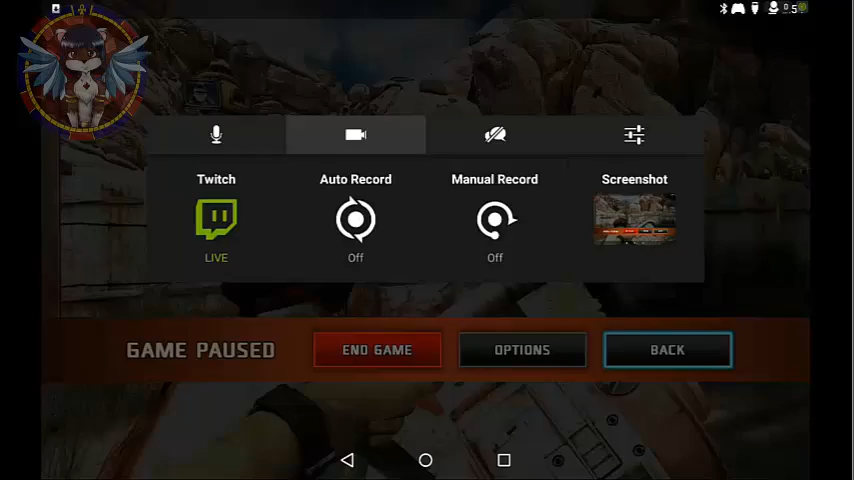 Twitch Auto Record Manual Record Screenshot
LIVE Off Off
GAME PAUSED END GAME OPTIONS BACK